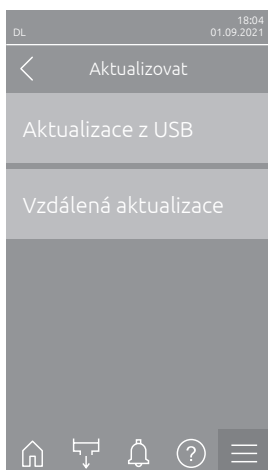 18:04
DL 01.09.2021
Aktualizovat
Aktualizace z USB
Vzdálená aktualizace
?